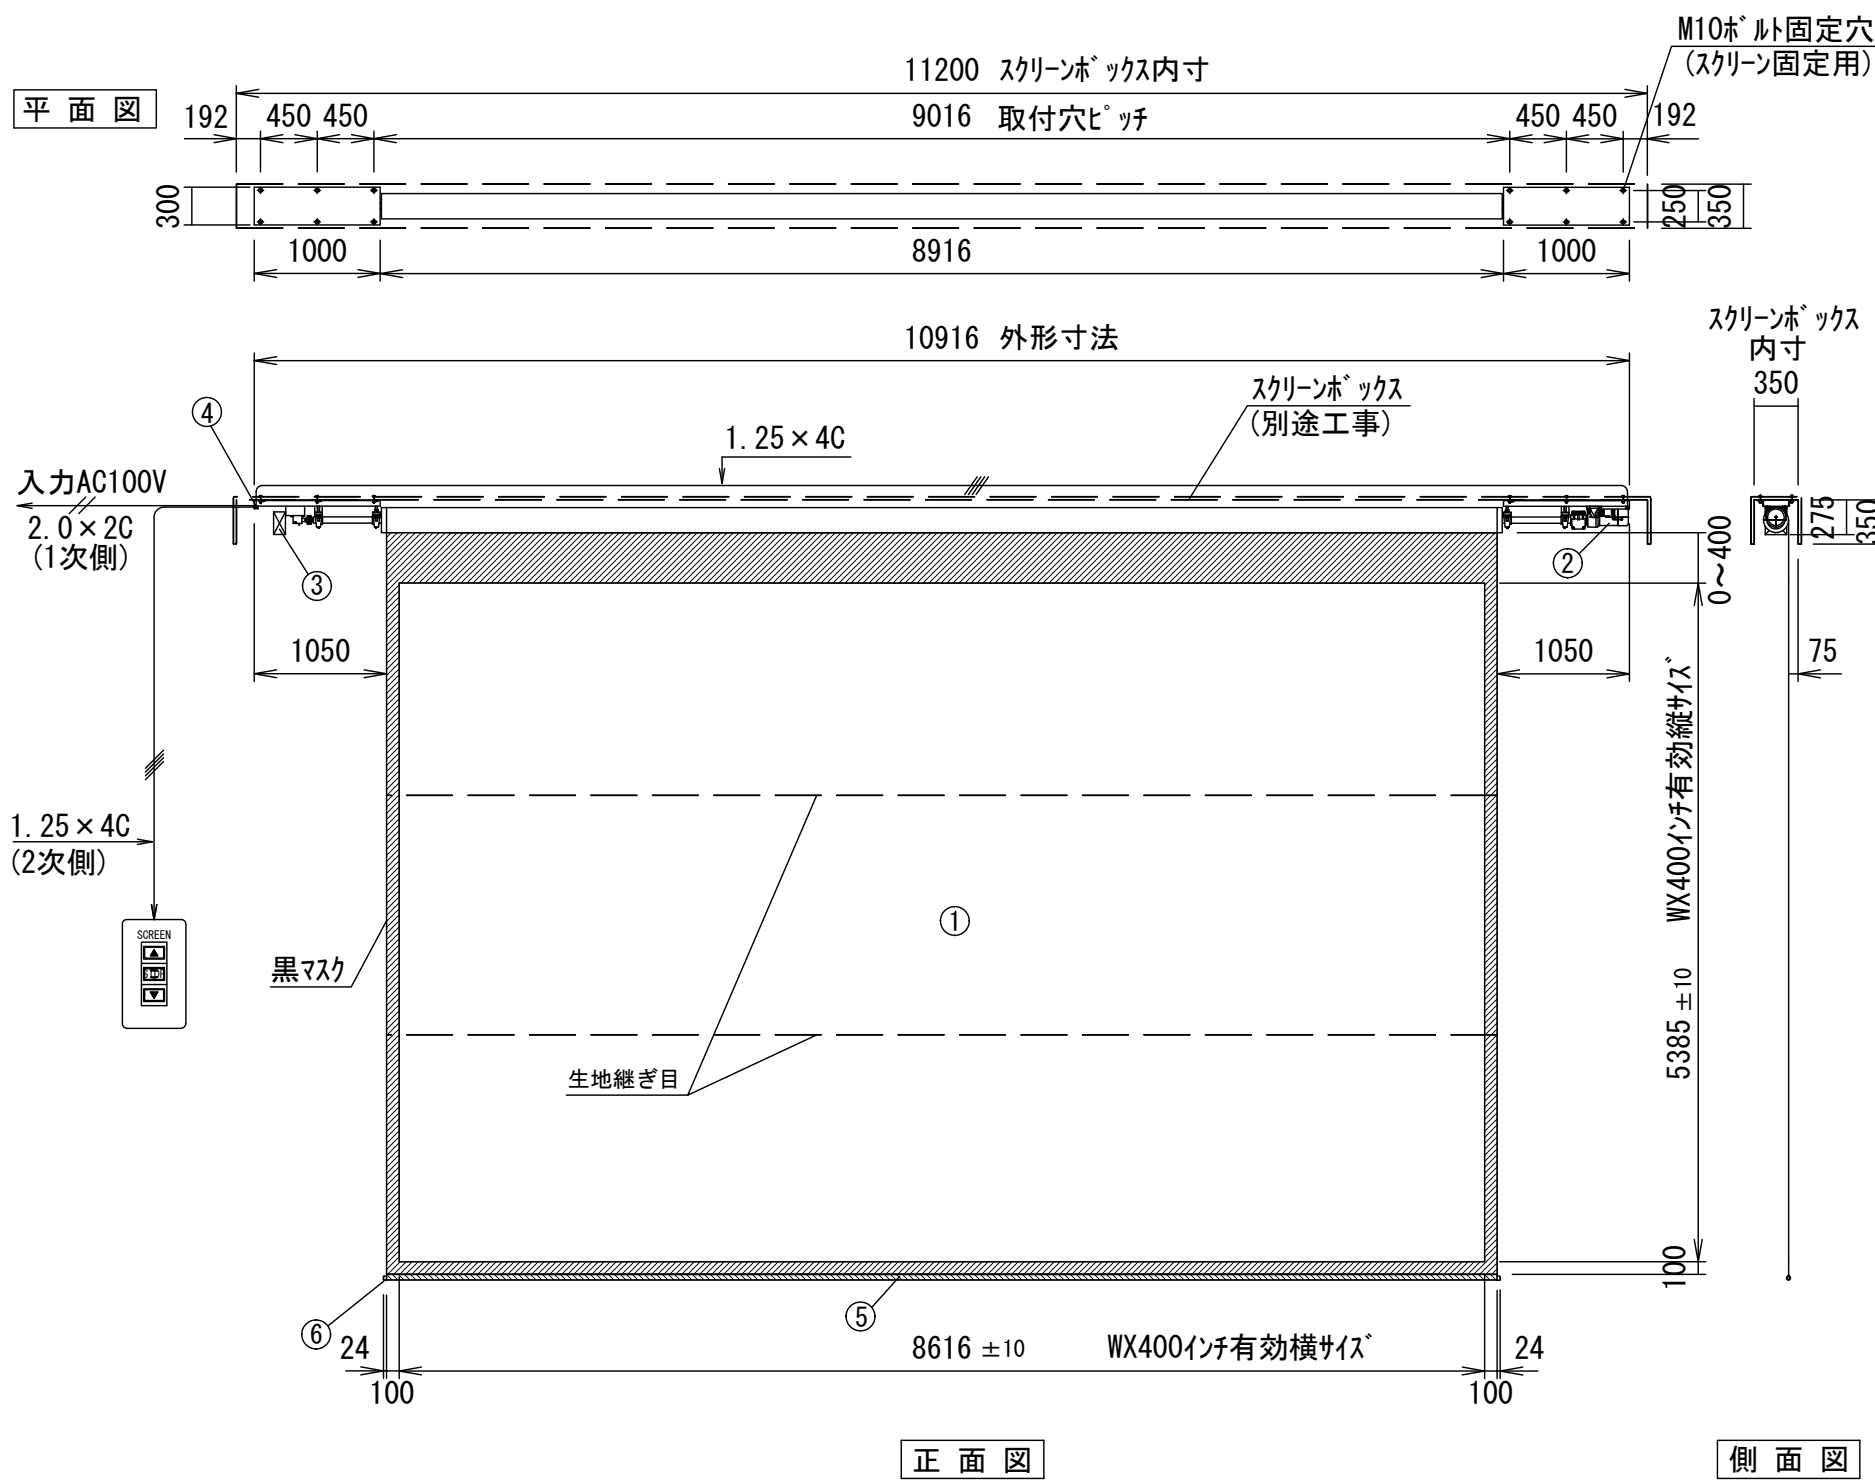 M10ボルト固定穴
(スクリーン固定用)
平面図
11200 スクリーンボックス内寸
192 450 450 9016 取付穴ピッチ 450 450 192
300 250 350
1000 8916 1000
10916 外形寸法
スクリーンボックス
内寸
350
④
スクリーンボックス
(別途工事)
1.25×4C
入力AC100V
2.0×2C
(1次側)
③
②
0~400
275
350
1050
1050
75
WX400インチ有効縦サイズ
5385 ±10
1.25×4C
(2次側)
SCREEN
▲
STOP
▼
黒マスク
①
生地継ぎ目
100
⑥
⑤
24
8616 ±10 WX400インチ有効横サイズ
24
100
100
正面図
側面図